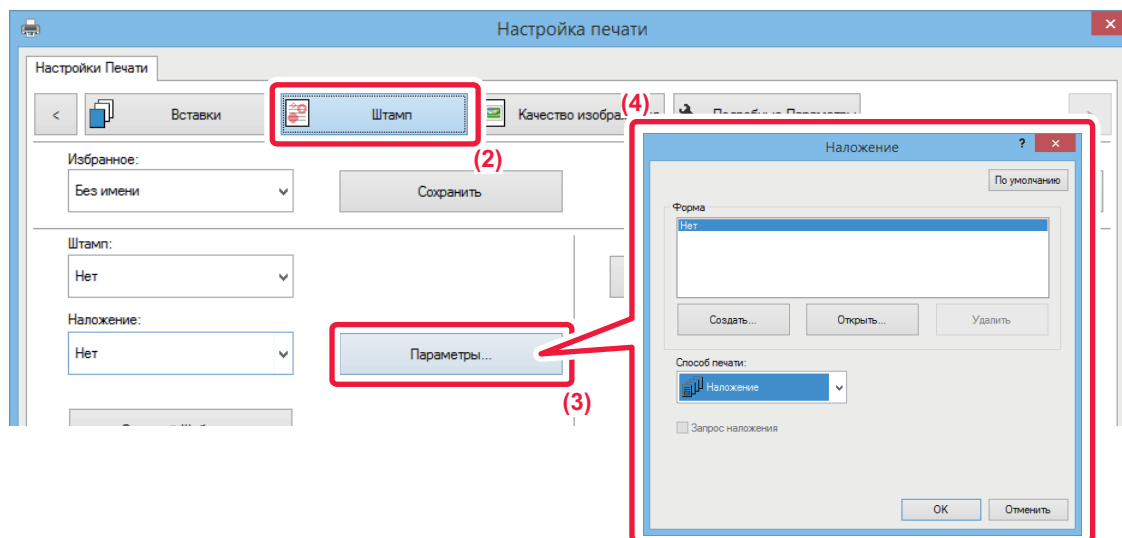 Настройка печати
Настройки Печати
< Вставки Штамп Качество (4)
(2)
Избранное:
Без имени Сохранить
Штамп:
Нет
Наложение:
Нет Параметры...
(3)
Наложение ?
По умолчанию
Форма
Нет
Создать... Открыть... Удалить
Способ печати:
Наложение
Запрос наложения
OK Отменить